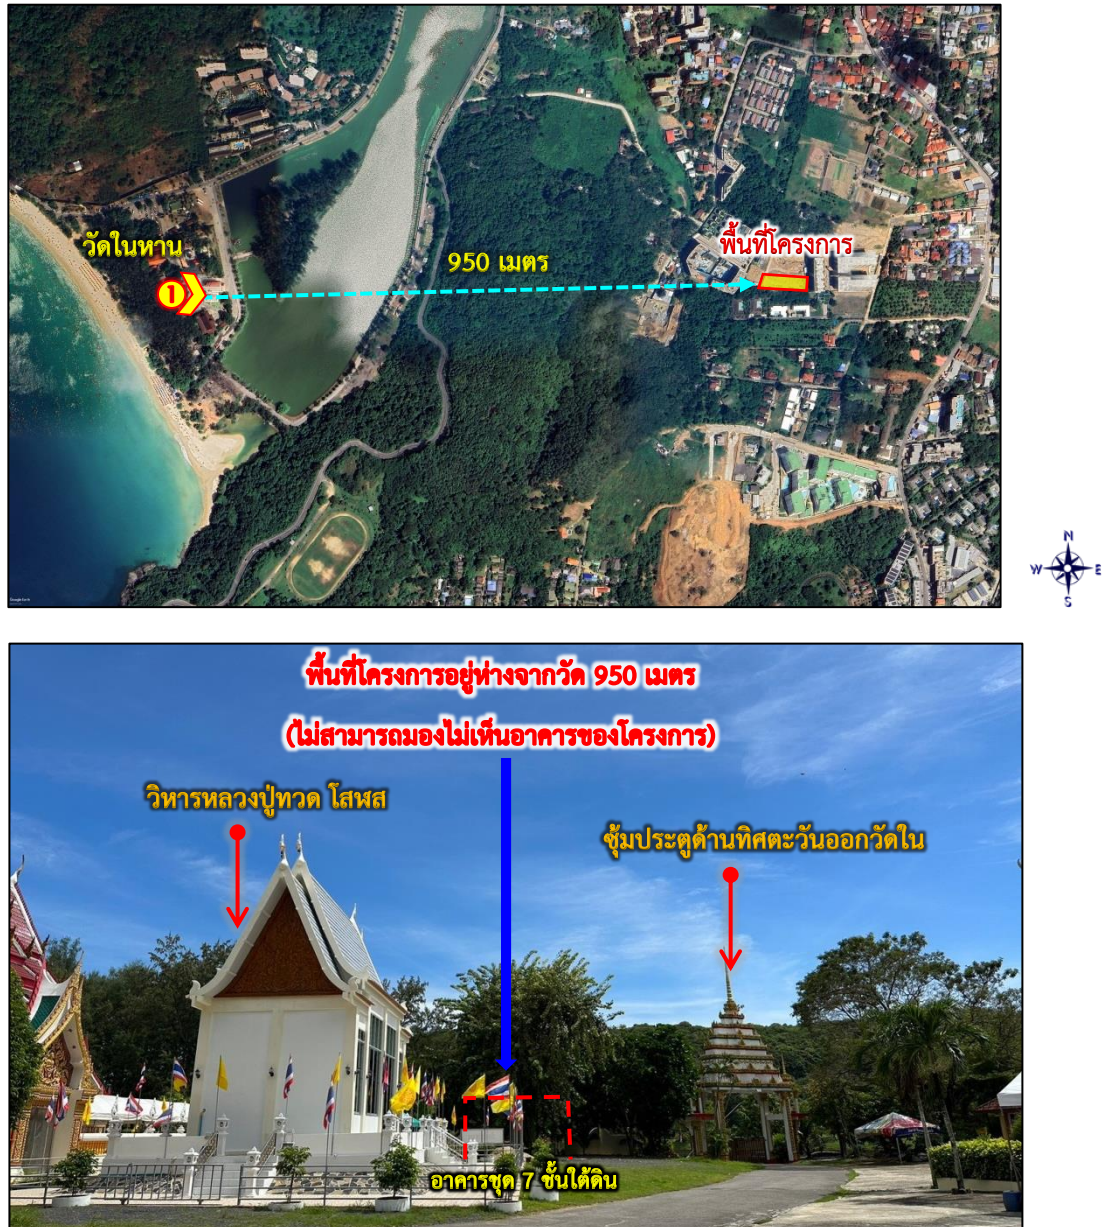 วัดในหาน
950 เมตร
พื้นที่โครงการ
1
Google Earth
N
W E
S
พื้นที่โครงการอยู่ห่างจากวัด 950 เมตร
(ไม่สามารถมองไม่เห็นอาคารของโครงการ)
วิหารหลวงปู่ทวด โสฬส
ซุ้มประตูด้านทิศตะวันออกวัดใน
อาคารชุด 7 ชั้นใต้ดิน